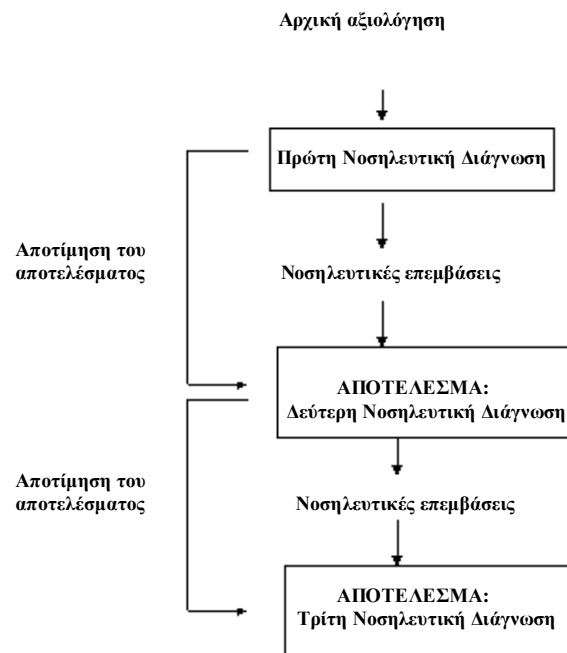 Αρχική αξιολόγηση
Πρώτη Νοσηλευτική Διάγνωση
Αποτίμηση του
αποτελέσματος
Νοσηλευτικές επεμβάσεις
ΑΠΟΤΕΛΕΣΜΑ:
Δεύτερη Νοσηλευτική Διάγνωση
Αποτίμηση του
αποτελέσματος
Νοσηλευτικές επεμβάσεις
ΑΠΟΤΕΛΕΣΜΑ:
Τρίτη Νοσηλευτική Διάγνωση